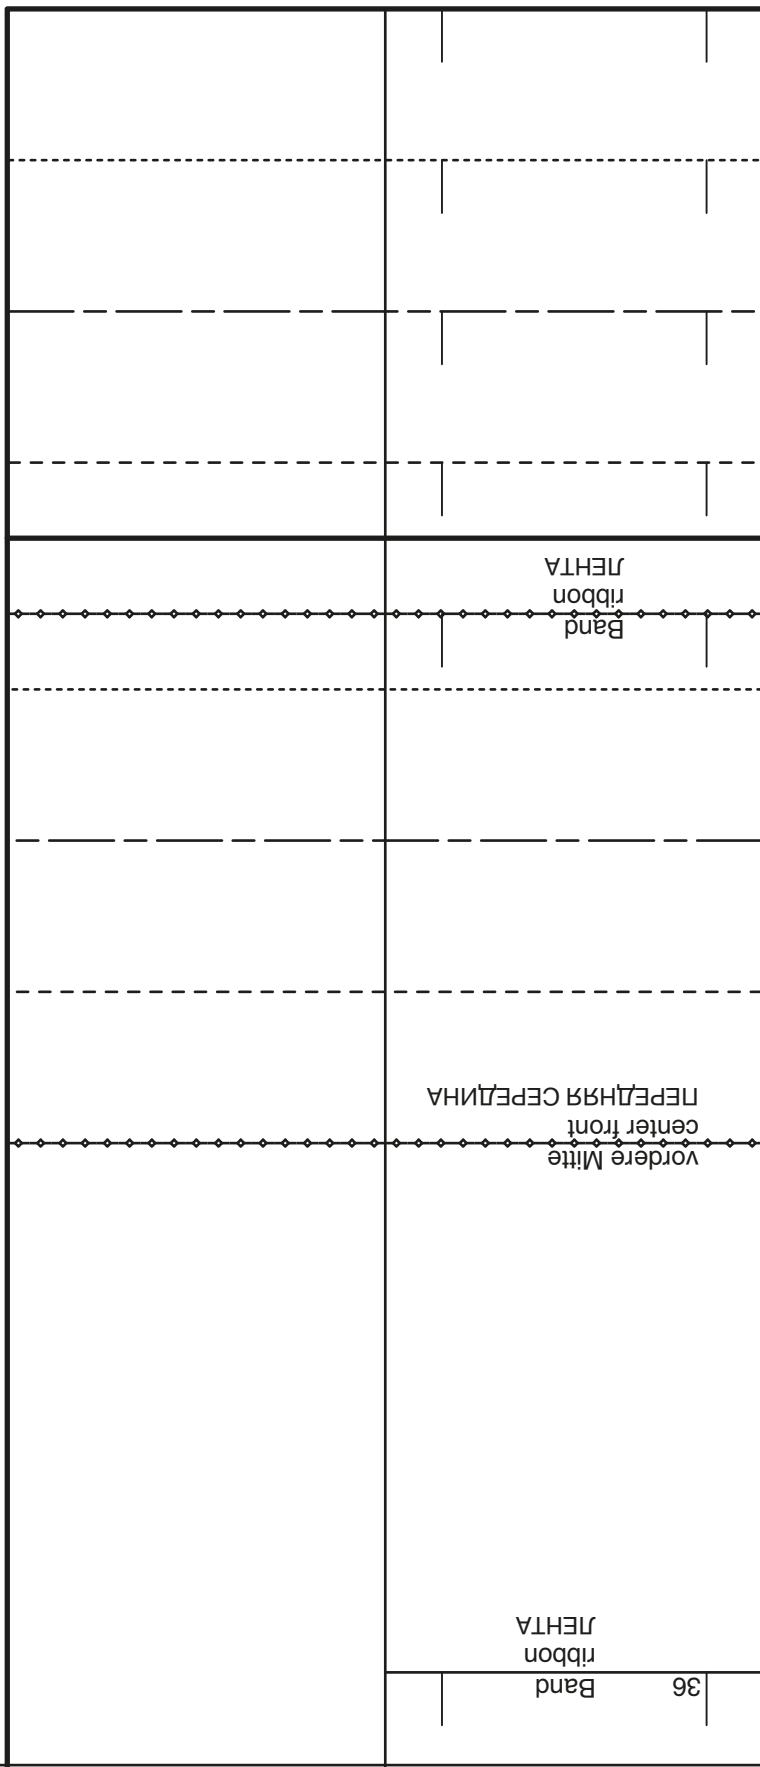 36 Band
ribbon
ЛЕНТА
vordere Mitte
center front
ПЕРЕДНЯЯ СЕРЕДИНА
Band
ribbon
ЛЕНТА